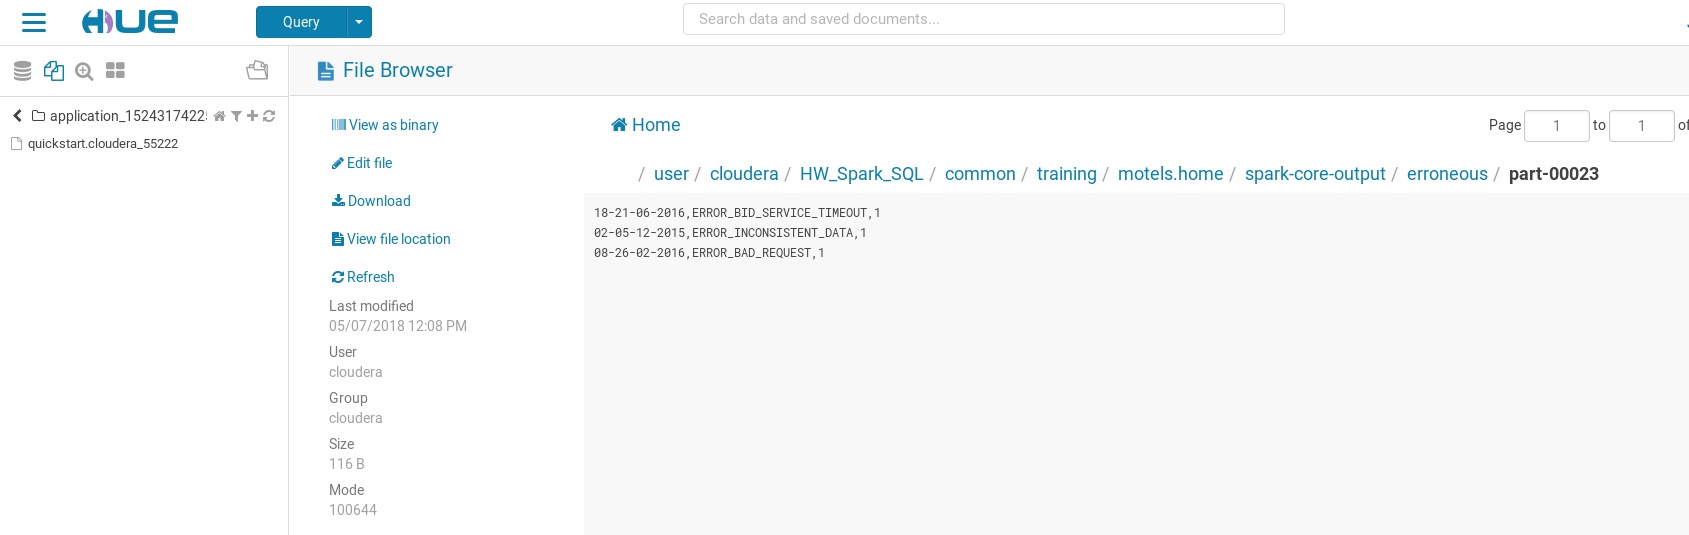 HUE
Query
Search data and saved documents...
File Browser
application_1524317422
quickstart.cloudera_55222
View as binary
Edit file
Download
View file location
Refresh
Last modified
05/07/2018 12:08 PM
User
cloudera
Group
cloudera
Size
116 B
Mode
100644
Home
Page 1 to 1 of
/ user / cloudera / HW_Spark_SQL / common / training / motels.home / spark-core-output / erroneous / part-00023
18-21-06-2016,ERROR_BID_SERVICE_TIMEOUT,1
02-05-12-2015,ERROR_INCONSISTENT_DATA,1
08-26-02-2016,ERROR_BAD_REQUEST,1